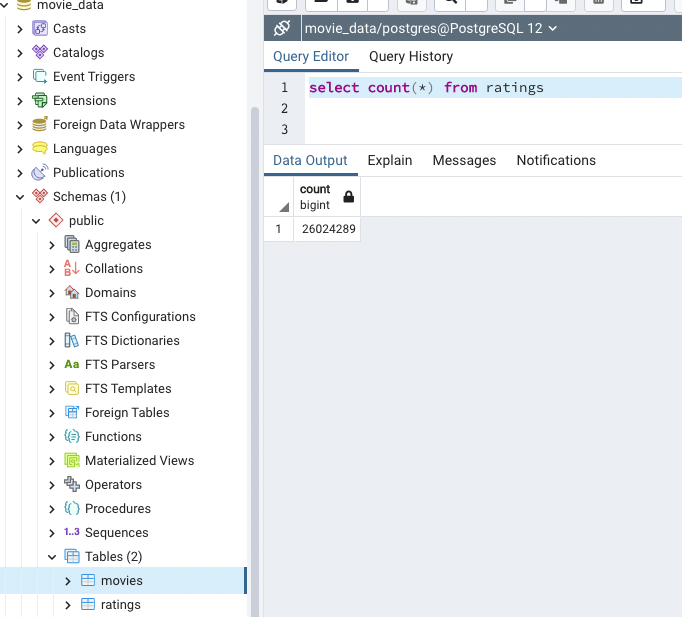 movie_data
Casts
Catalogs
Event Triggers
Extensions
Foreign Data Wrappers
Languages
Publications
Schemas (1)
public
Aggregates
Collations
Domains
FTS Configurations
FTS Dictionaries
Aa FTS Parsers
FTS Templates
Foreign Tables
Functions
Materialized Views
Operators
Procedures
1..3 Sequences
Tables (2)
movies
ratings
movie_data/postgres@PostgreSQL 12
Query Editor Query History
1 select count(*) from ratings
2
3
Data Output Explain Messages Notifications
count
bigint
1 26024289